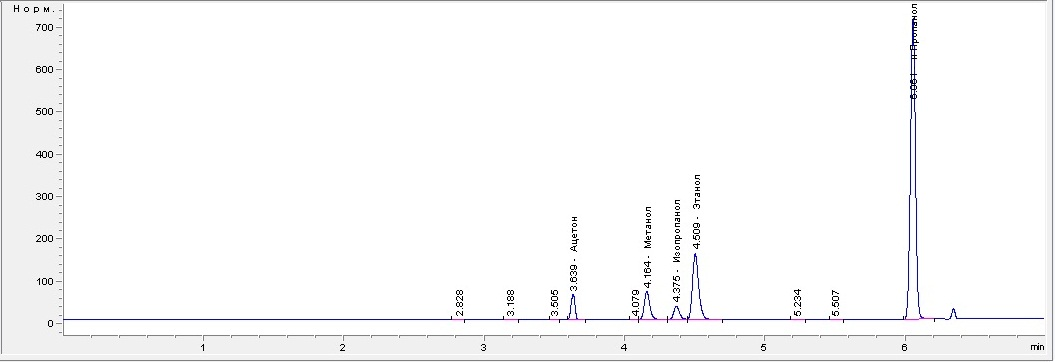 Норм.
700
600
500
400
300
200
100
0
2.828
3.188
3.505
3.639 - Ацетон
4.079
4.164 - Метанол
4.375 - Изопропанол
4.509 - Этанол
5.234
5.507
6.061 - н Пропанол
1
2
3
4
5
6
min